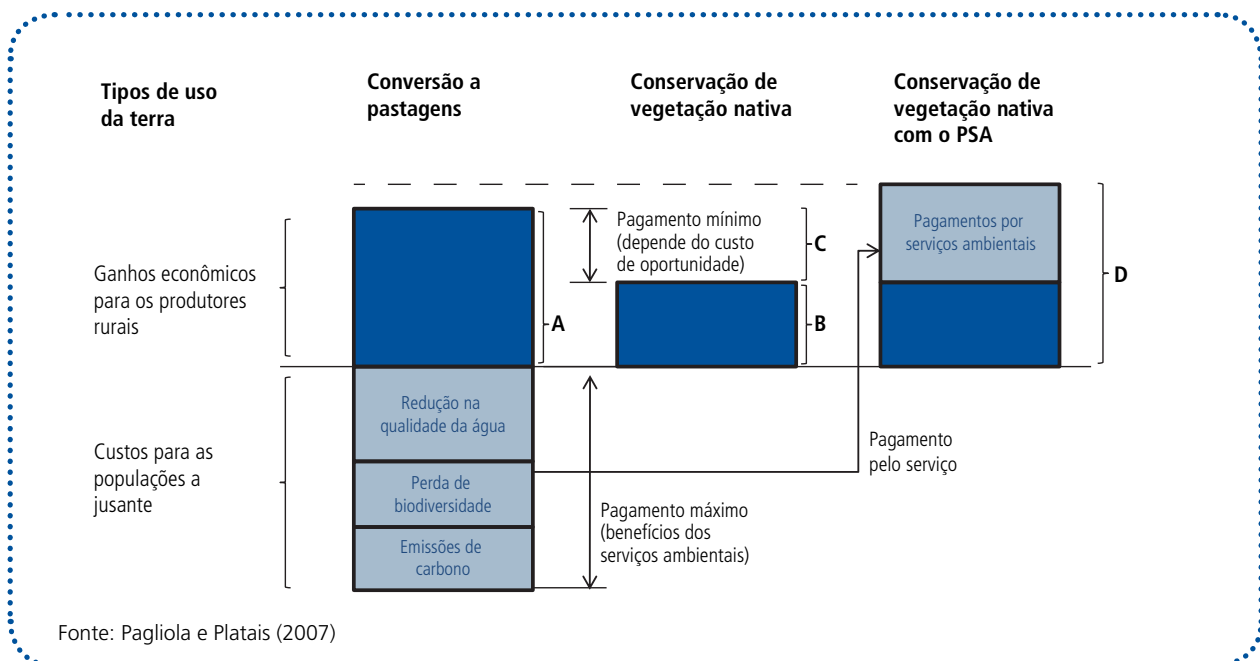 Tipos de uso
da terra
Conversão a
pastagens
Conservação de
vegetação nativa
Conservação de
vegetação nativa
com o PSA
Ganhos econômicos
para os produtores
rurais
A
Pagamento mínimo
(depende do custo
de oportunidade)
C
B
Pagamentos por
serviços ambientais
D
Custos para as
populações a
jusante
Redução na
qualidade da água
Perda de
biodiversidade
Emissões de
carbono
Pagamento máximo
(benefícios dos
serviços ambientais)
Pagamento
pelo serviço
Fonte: Pagliola e Platais (2007)